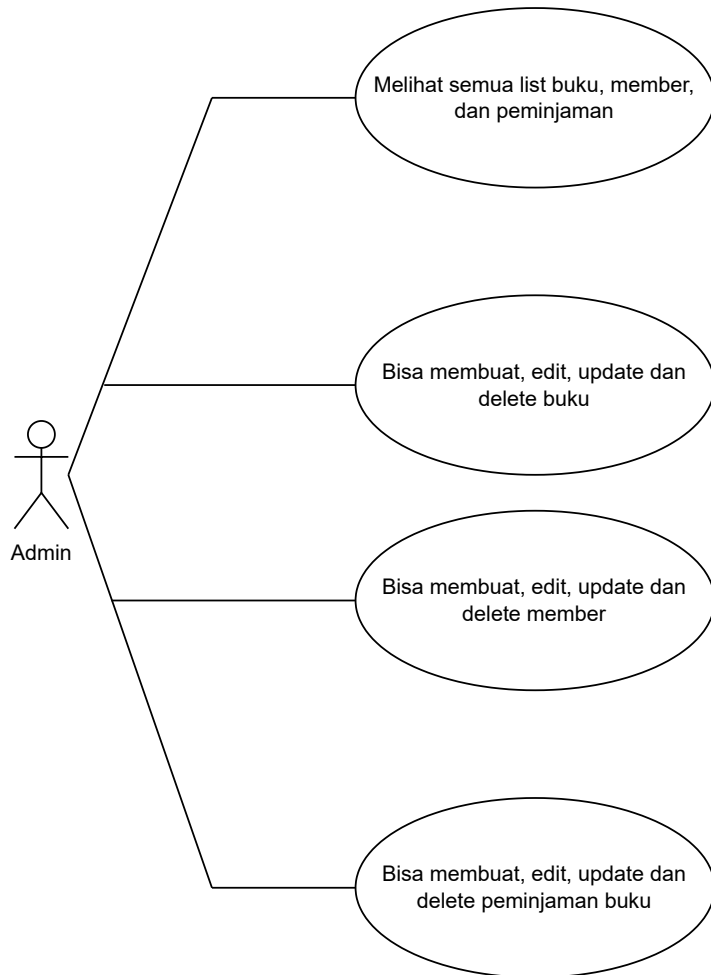 Melihat semua list buku, member,
dan peminjaman
Bisa membuat, edit, update dan
delete buku
Admin
Bisa membuat, edit, update dan
delete member
Bisa membuat, edit, update dan
delete peminjaman buku